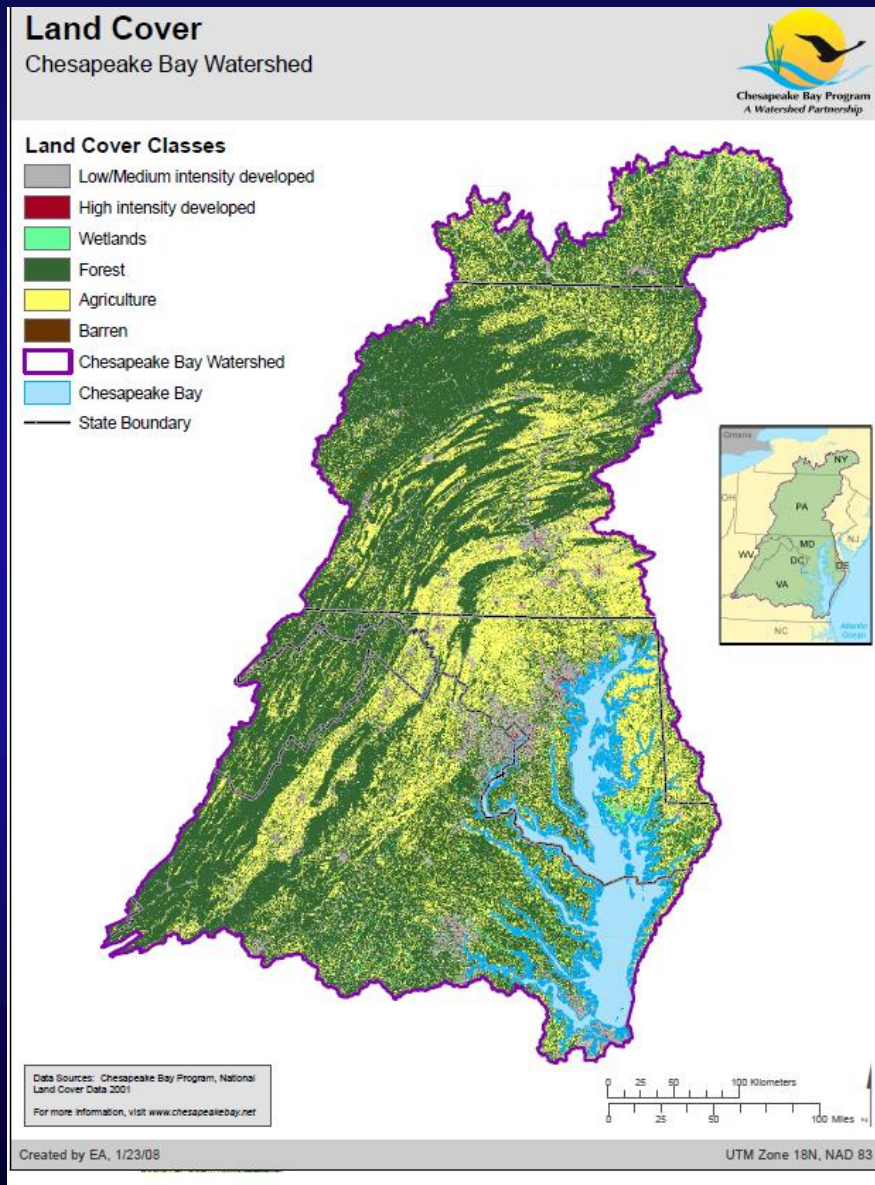 Land Cover
Chesapeake Bay Watershed
Chesapeake Bay Program
A Watershed Partnership
Land Cover Classes
Low/Medium intensity developed
High intensity developed
Wetlands
Forest
Agriculture
Barren
Chesapeake Bay Watershed
Chesapeake Bay
State Boundary
Ontario
NY
OH
PA
NJ
MD
WV
DC
DE
VA
NC
Atlantic
Ocean
Data Sources: Chesapeake Bay Program, National
Land Cover Data 2001
For more information, visit www.chesapeakebay.net
0 25 50 100 Kilometers
0 25 50 100 Miles
N
Created by EA, 1/23/08
UTM Zone 18N, NAD 83